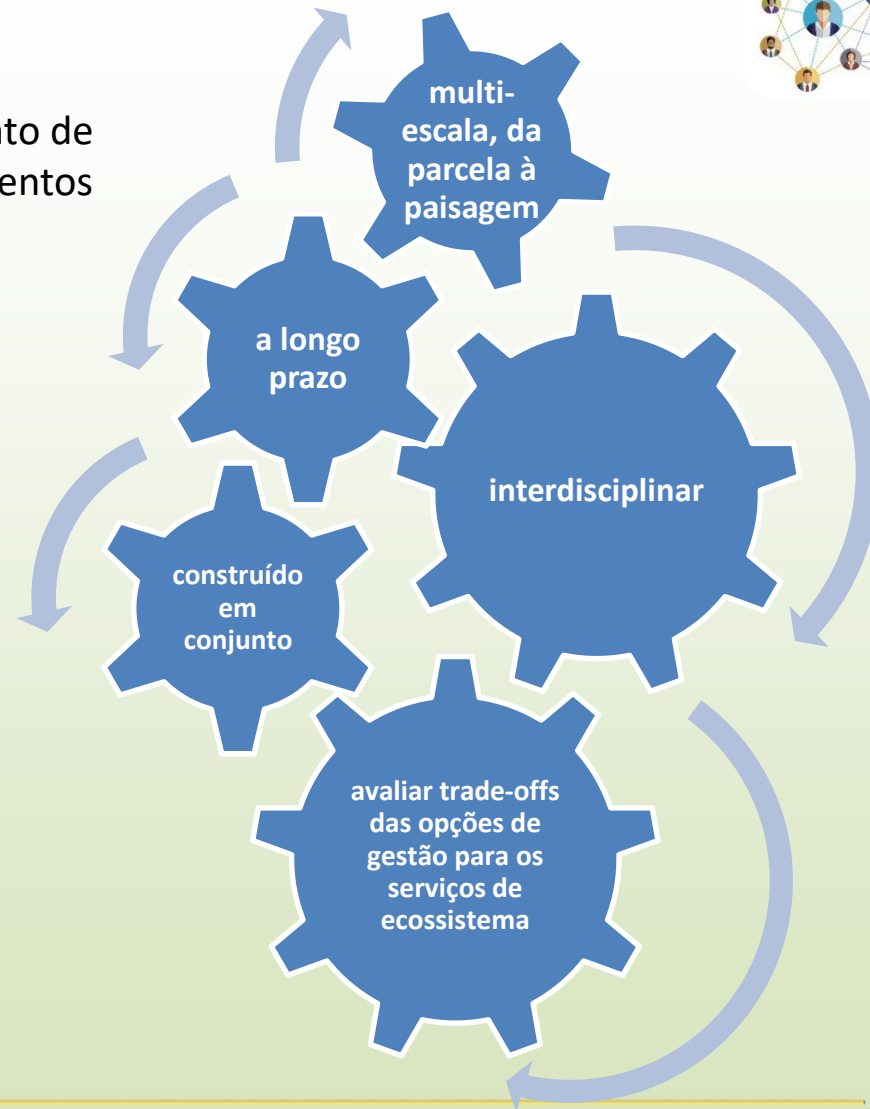 de
entos
multi-
escala, da
parcela à
paisagem
a longo
prazo
interdisciplinar
construído
em
conjunto
avaliar trade-offs
das opções de
gestão para os
serviços de
ecossistema